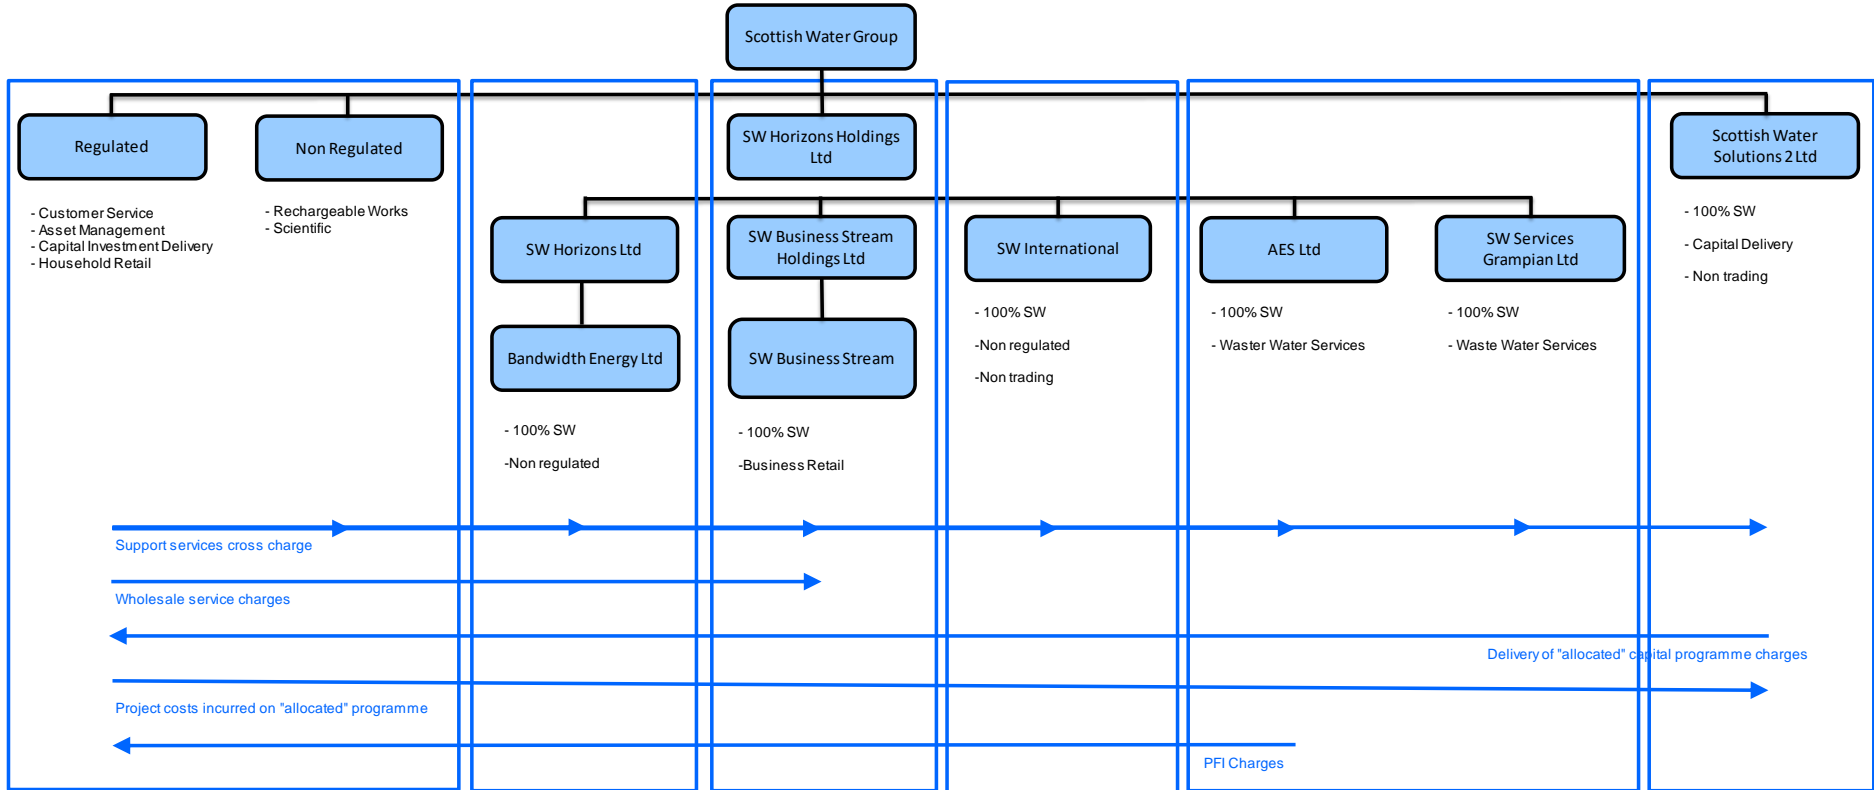 Scottish Water Group
Regulated
Non Regulated
SW Horizons Holdings
Ltd
Scottish Water
Solutions 2 Ltd
- Customer Service
- Asset Management
- Capital Investment Delivery
- Household Retail
- Rechargeable Works
- Scientific
- 100% SW
- Capital Delivery
- Non trading
SW Horizons Ltd
SW Business Stream
Holdings Ltd
SW International
AES Ltd
SW Services
Grampian Ltd
- 100% SW
-Non regulated
-Non trading
- 100% SW
- Waster Water Services
- 100% SW
- Waste Water Services
Bandwidth Energy Ltd
SW Business Stream
- 100% SW
-Non regulated
- 100% SW
-Business Retail
Support services cross charge
Wholesale service charges
Delivery of "allocated" capital programme charges
Project costs incurred on "allocated" programme
PFI Charges